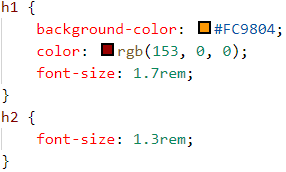 h1 {
    background-color: #FC9804;
    color: rgb(153, 0, 0);
    font-size: 1.7rem;
}
h2 {
    font-size: 1.3rem;
}